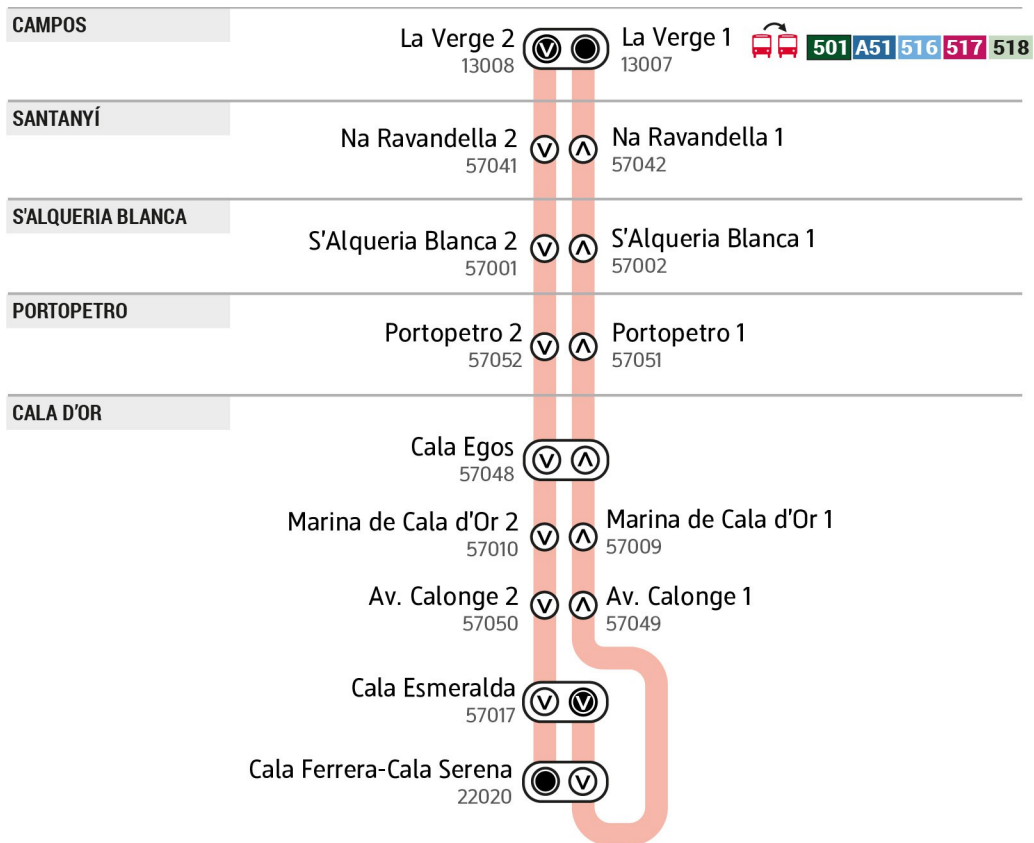 CAMPOS
La Verge 2
13008
La Verge 1
13007
501 A51 516 517 518
SANTANYÍ
Na Ravandella 2
57041
Na Ravandella 1
57042
S'ALQUERIA BLANCA
S'Alqueria Blanca 2
57001
S'Alqueria Blanca 1
57002
PORTOPETRO
Portopetro 2
57052
Portopetro 1
57051
CALA D'OR
Cala Egos
57048
Marina de Cala d'Or 2
57010
Marina de Cala d'Or 1
57009
Av. Calonge 2
57050
Av. Calonge 1
57049
Cala Esmeralda
57017
Cala Ferrera-Cala Serena
22020